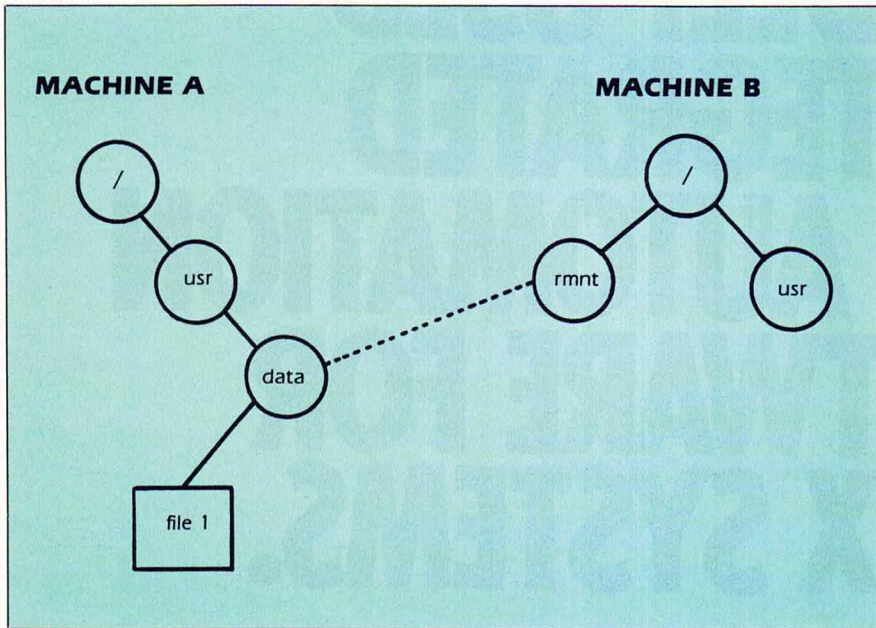 MACHINE A
MACHINE B
/
/
usr
rmnt
usr
data
file 1